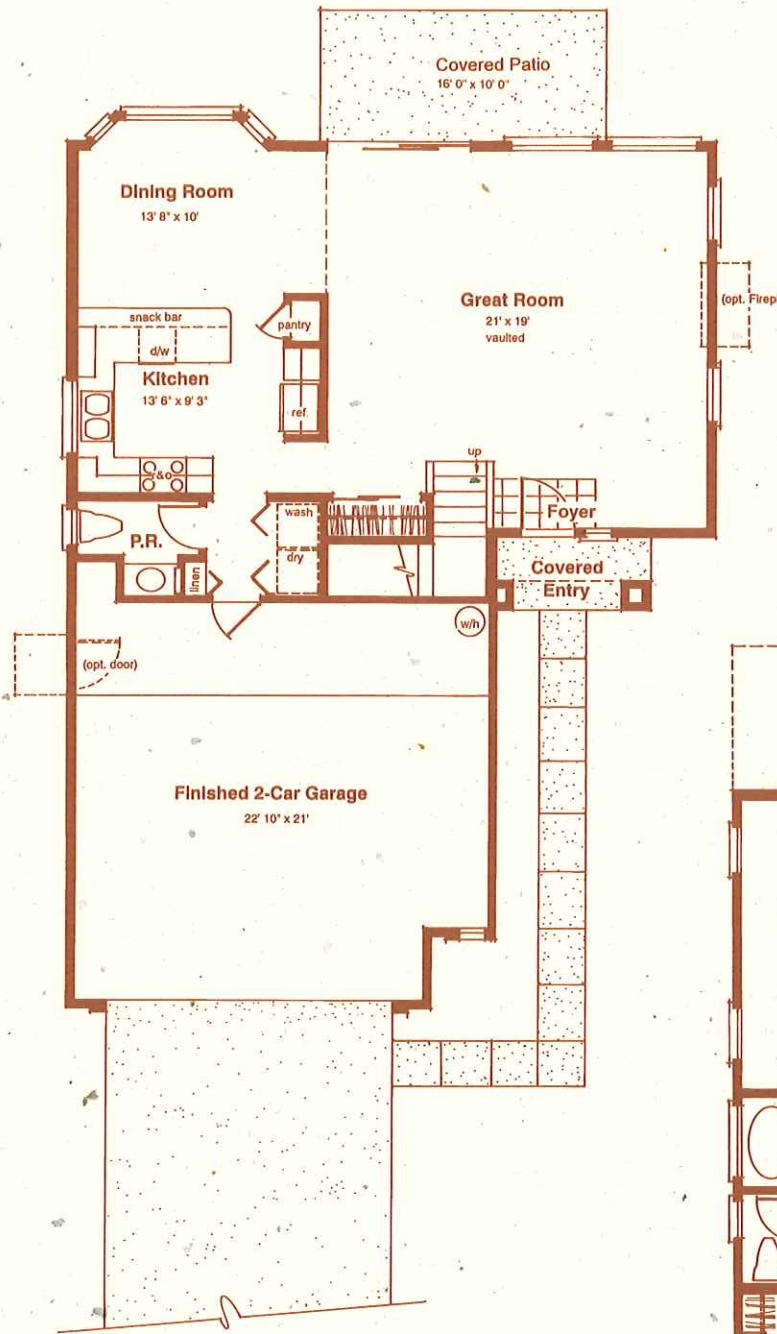 Covered Patio
16' 0" x 10' 0"
Dining Room
13' 8" x 10'
Great Room
21' x 19'
vaulted
(opt. Firepl
snack bar
d/w
pantry
Kitchen
13' 6" x 9' 3"
ref.
r&o
up
wash
dry
P.R.
linen
Foyer
Covered
Entry
w/h
(opt. door)
Finished 2-Car Garage
22' 10" x 21'